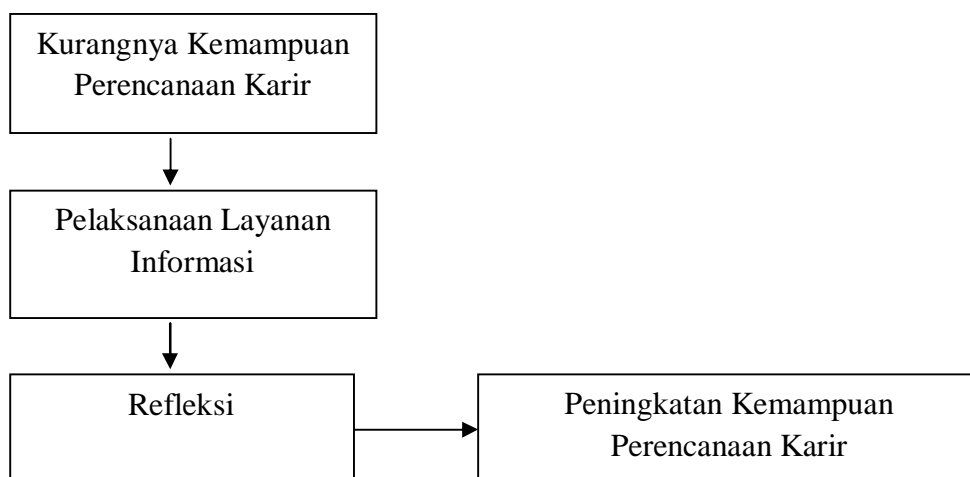 Kurangnya Kemampuan
Perencanaan Karir
Pelaksanaan Layanan
Informasi
Refleksi
Peningkatan Kemampuan
Perencanaan Karir